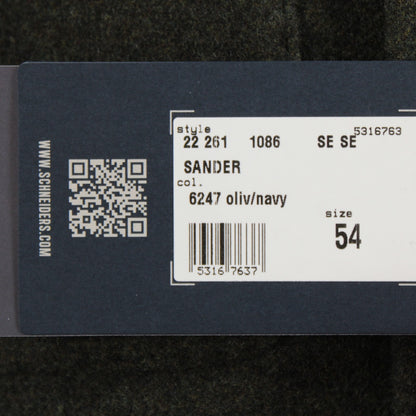 WWW.SCHNEIDERS.COM
style 5316763
22 261 1086 SE SE
SANDER
col.
6247 oliv/navy
size
54
5316 7637